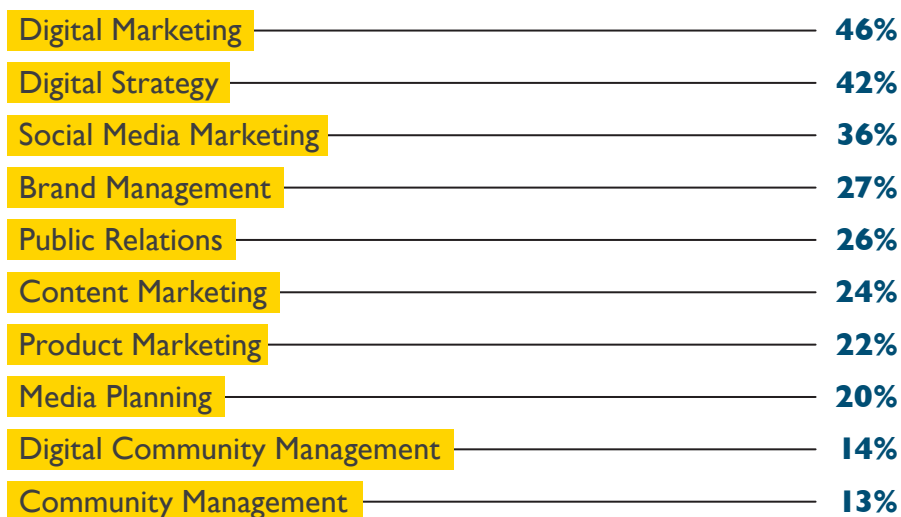 Digital Marketing 46%
Digital Strategy 42%
Social Media Marketing 36%
Brand Management 27%
Public Relations 26%
Content Marketing 24%
Product Marketing 22%
Media Planning 20%
Digital Community Management 14%
Community Management 13%